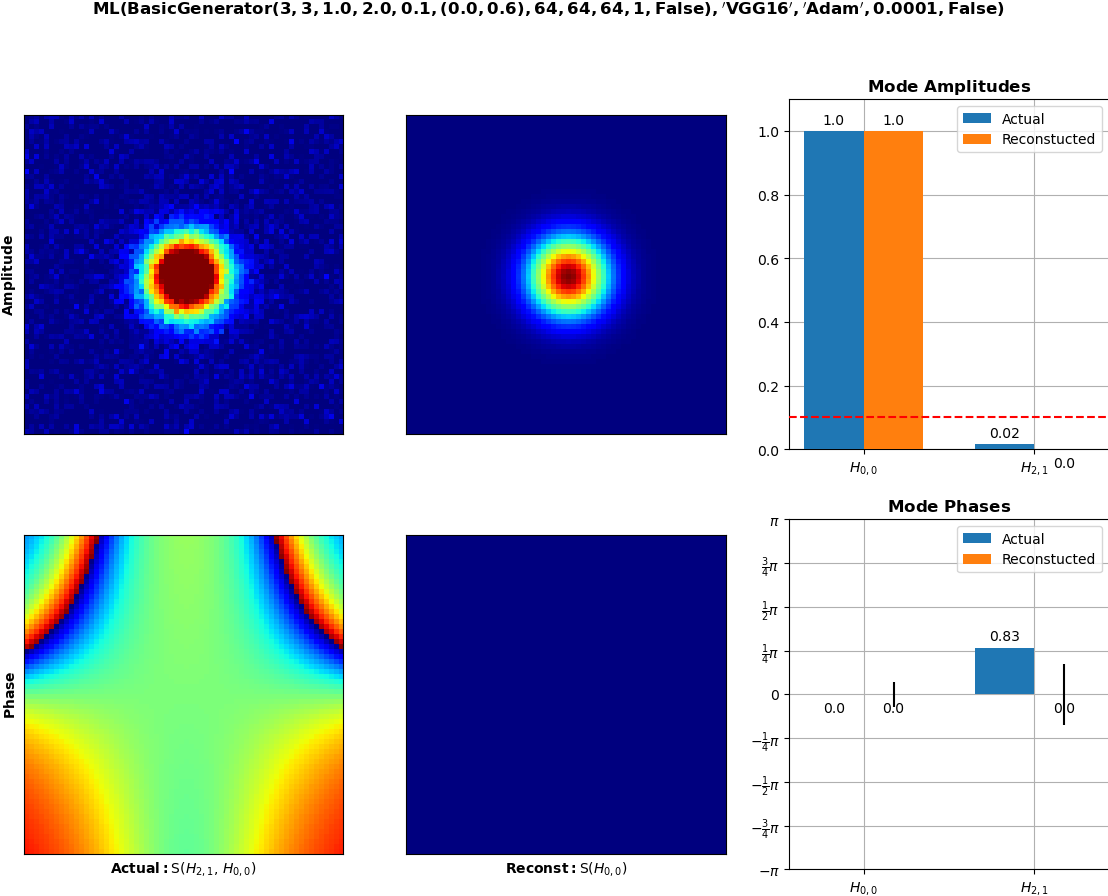 ML(BasicGenerator(3, 3, 1.0, 2.0, 0.1, (0.0, 0.6), 64, 64, 64, 1, False), ′VGG16′, ′Adam′, 0.0001, False)
Amplitude
Mode Amplitudes
Actual
Reconstucted
1.0 1.0
0.02
0.0
1.0
0.8
0.6
0.4
0.2
0.0
H0,0 H2,1
Phase
Actual: S(H2,1, H0,0)
Reconst: S(H0,0)
Mode Phases
Actual
Reconstucted
0.0 0.0 0.83 0.0
π
3/4π
1/2π
1/4π
0
−1/4π
−1/2π
−3/4π
−π
H0,0 H2,1